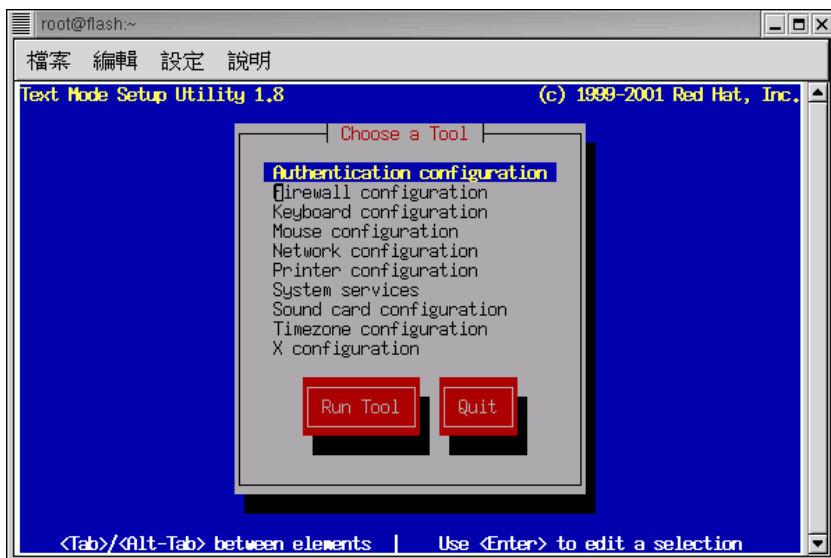 root@flash:~
檔案 編輯 設定 說明
Text Mode Setup Utility 1.8 (c) 1999-2001 Red Hat, Inc.
Choose a Tool
Authentication configuration
Firewall configuration
Keyboard configuration
Mouse configuration
Network configuration
Printer configuration
System services
Sound card configuration
Timezone configuration
X configuration
Run Tool Quit
<Tab>/<Alt-Tab> between elements | Use <Enter> to edit a selection